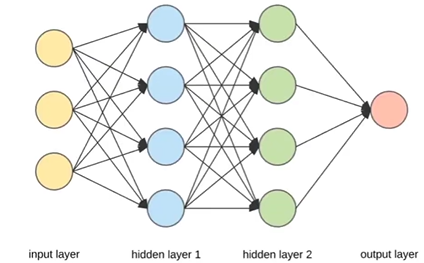 input layer
hidden layer 1
hidden layer 2
output layer